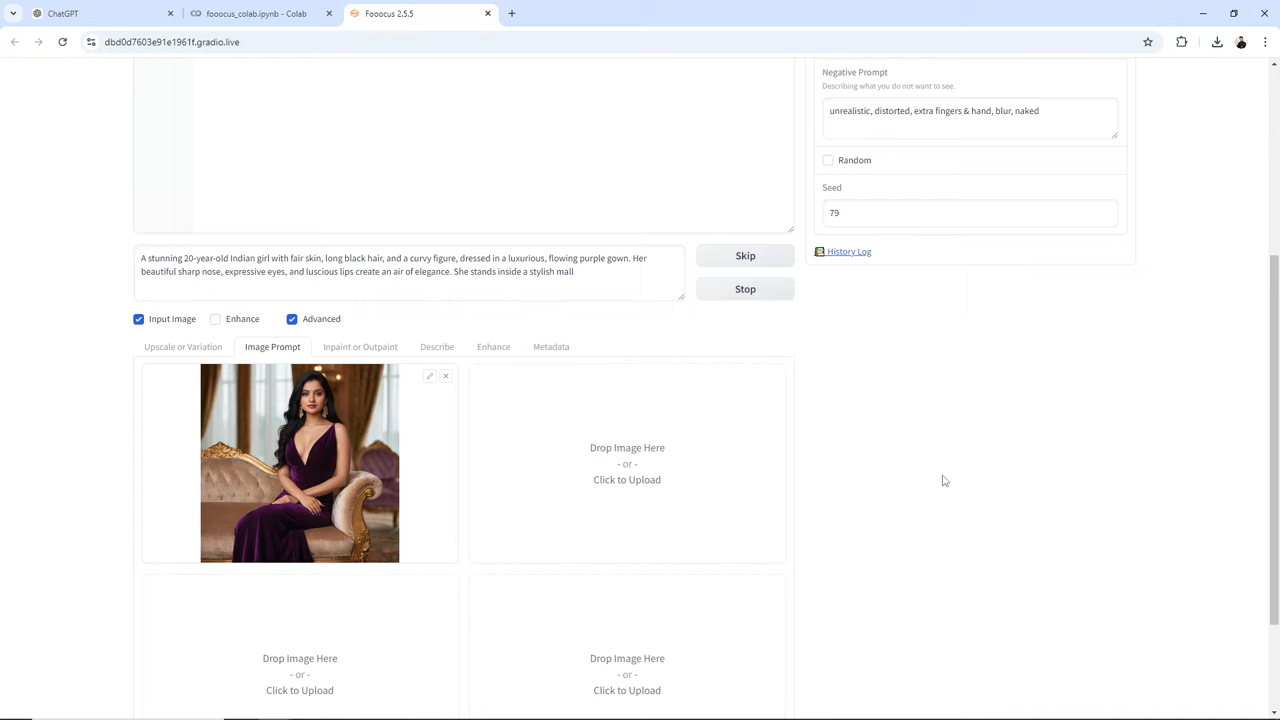 ChatGPT
fooocus_colab.ipynb - Colab
Fooocus 2.5.5
dbd0d7603e91e1961f.gradio.live
Negative Prompt
Describing what you do not want to see.
unrealistic, distorted, extra fingers & hand, blur, naked
Random
Seed
79
History Log
A stunning 20-year-old Indian girl with fair skin, long black hair, and a curvy figure, dressed in a luxurious, flowing purple gown. Her
beautiful sharp nose, expressive eyes, and luscious lips create an air of elegance. She stands inside a stylish mall
Skip
Stop
Input Image
Enhance
Advanced
Upscale or Variation
Image Prompt
Inpaint or Outpaint
Describe
Enhance
Metadata
Drop Image Here
- or -
Click to Upload
Drop Image Here
- or -
Click to Upload
Drop Image Here
- or -
Click to Upload